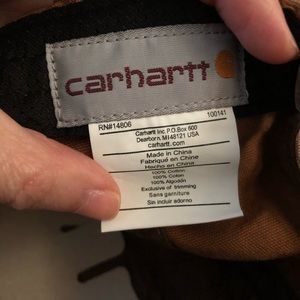 carhartt
RN#14806
100141
Carhartt Inc P.O.Box 600
Dearborn, MI 48121 USA
carhartt.com
Made in China
Fabriqué en Chine
Hecho en China
100% Cotton
100% Coton
100% Algodón
Exclusive of trimming
Sans garniture
Sin incluir adornos